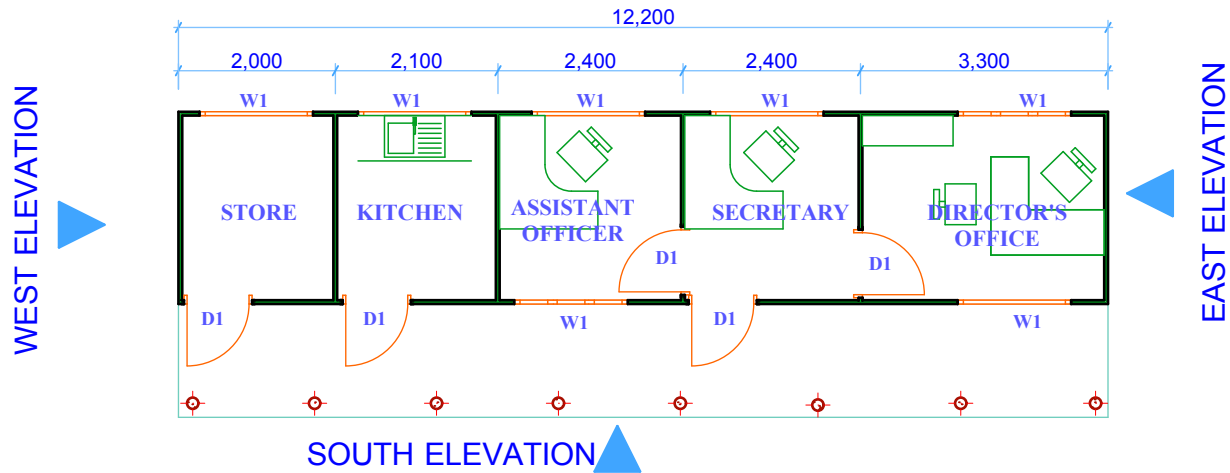 12,200
2,000 2,100 2,400 2,400 3,300
W1 W1 W1 W1 W1
WEST ELEVATION
EAST ELEVATION
STORE
KITCHEN
ASSISTANT
OFFICER
SECRETARY
DIRECTOR'S
OFFICE
D1 D1
D1 D1 W1 D1 W1
SOUTH ELEVATION